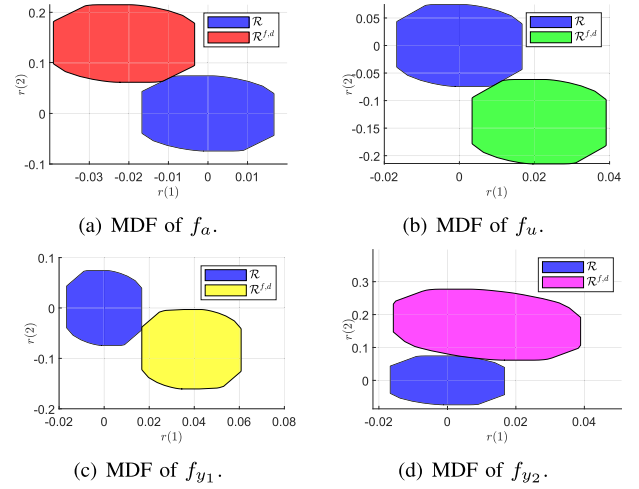 0.2
0.1
0
-0.1
r(2)
-0.03
-0.02
-0.01
0
0.01
r(1)
R
R^{f,d}
(a) MDF of f_a.
0.05
0
-0.05
-0.1
-0.15
-0.2
r(2)
-0.02
0
0.02
0.04
r(1)
R
R^{f,d}
(b) MDF of f_u.
0.1
0
-0.1
-0.2
r(2)
-0.02
0
0.02
0.04
0.06
0.08
r(1)
R
R^{f,d}
(c) MDF of f_{y_1}.
0.3
0.2
0.1
0
r(2)
-0.02
0
0.02
0.04
r(1)
R
R^{f,d}
(d) MDF of f_{y_2}.